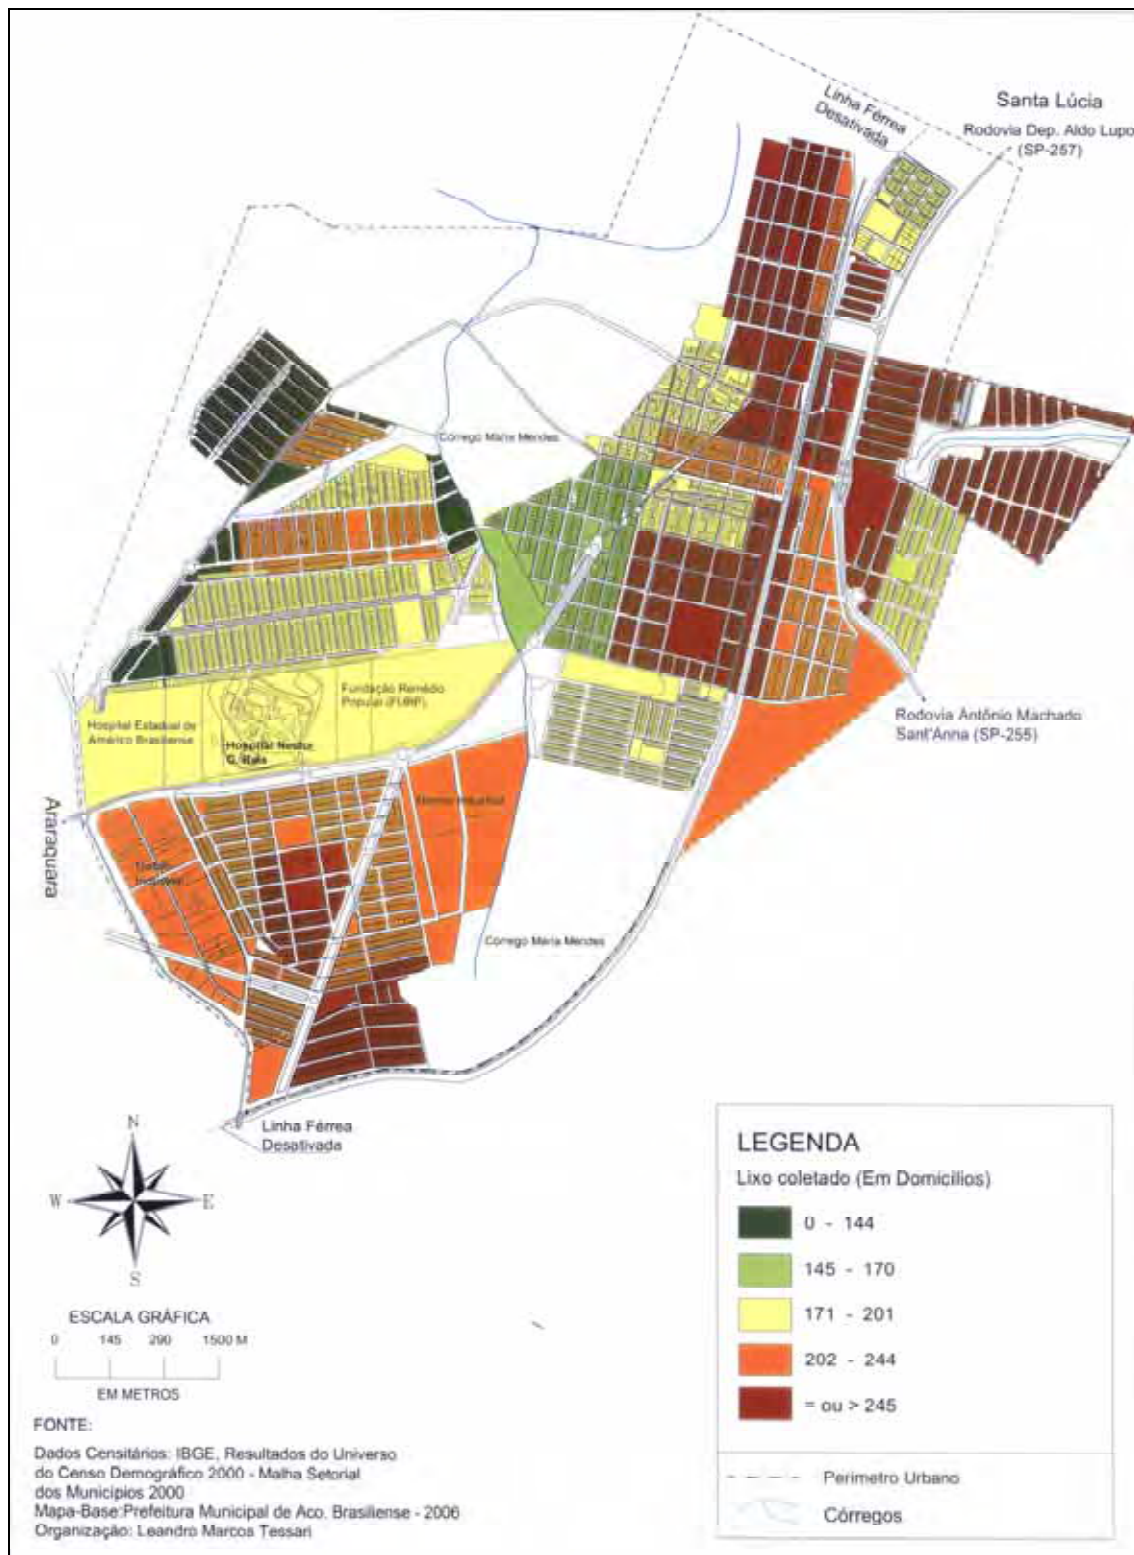 Linha Férrea
Desativada
Santa Lúcia
Rodovia Dep. Aldo Lupo
(SP-257)
Córrego Maria Mendes
Fundação Remédio
Popular (FURP)
Hospital Estadual de
Américo Brasiliense
Hospital Nestor
G.
Araraquara
Industrial
Rodovia Antônio Machado
Sant'Anna (SP-255)
Córrego Maria Mendes
Linha Férrea
Desativada
N
W
E
S
ESCALA GRÁFICA
0 145 290 1500 M
EM METROS
LEGENDA
Lixo coletado (Em Domicílios)
0 - 144
145 - 170
171 - 201
202 - 244
= ou > 245
Perímetro Urbano
Córregos
FONTE:
Dados Censitários: IBGE, Resultados do Universo
do Censo Demográfico 2000 - Malha Setorial
dos Municípios 2000
Mapa-Base:Prefeitura Municipal de Aco. Brasiliense - 2006
Organização: Leandro Marcos Tessari